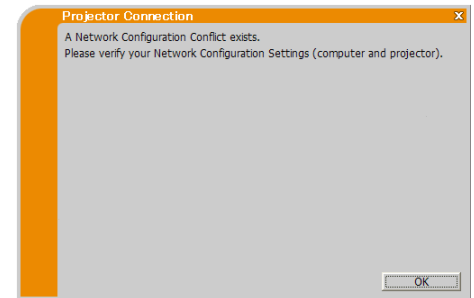 Projector Connection
A Network Configuration Conflict exists.
Please verify your Network Configuration Settings (computer and projector).
OK